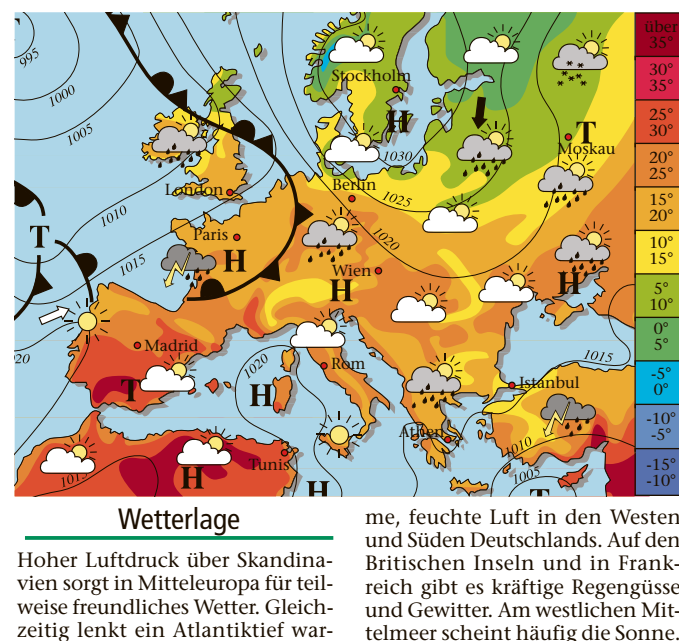 T
995
1000
1005
1010
1015
T
1020
Stockholm
H
1030
1025
1020
T
Moskau
London
Berlin
Paris
H
Wien
H
H
Madrid
T
1020
H
Rom
Istanbul
1015
Athen
1010
1005
T
Tunis
H
H
1015
über
35°
30°
35°
25°
30°
20°
25°
15°
20°
10°
15°
5°
10°
0°
5°
-5°
0°
-10°
-5°
-15°
-10°
Wetterlage
Hoher Luftdruck über Skandina-
vien sorgt in Mitteleuropa für teil-
weise freundliches Wetter. Gleich-
zeitig lenkt ein Atlantiktief war-
me, feuchte Luft in den Westen
und Süden Deutschlands. Auf den
Britischen Inseln und in Frank-
reich gibt es kräftige Regengüsse
und Gewitter. Am westlichen Mit-
telmeer scheint häufig die Sonne.